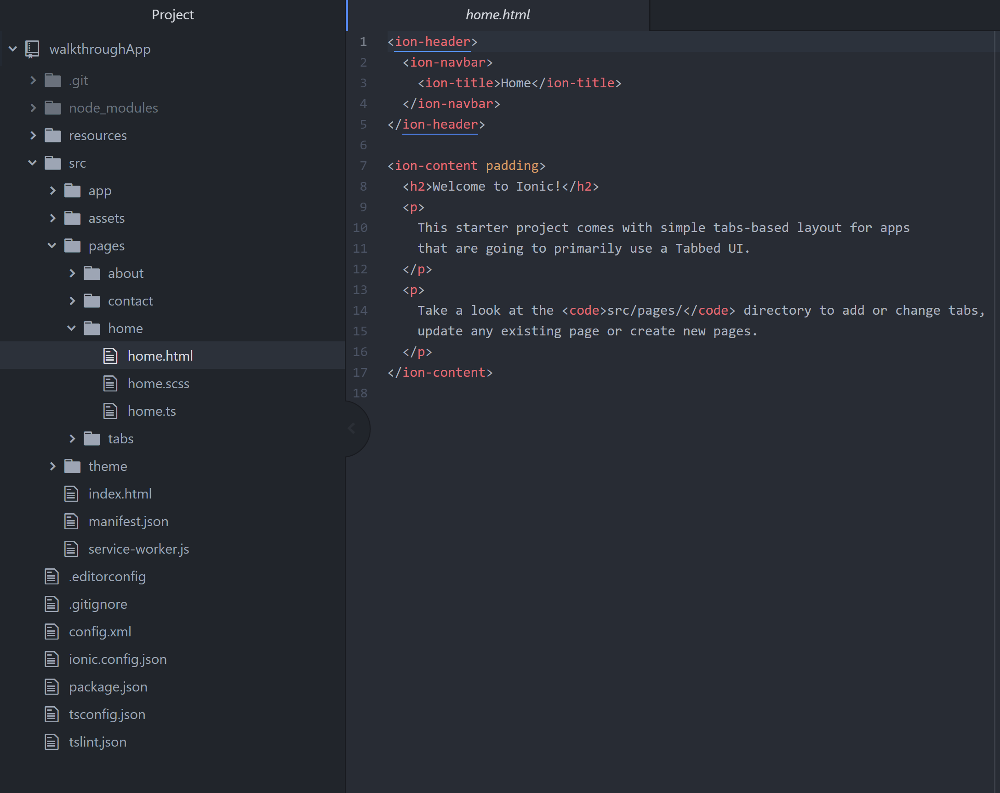 Project
walkthroughApp
.git
node_modules
resources
src
app
assets
pages
about
contact
home
home.html
home.scss
home.ts
tabs
theme
index.html
manifest.json
service-worker.js
.editorconfig
.gitignore
config.xml
ionic.config.json
package.json
tsconfig.json
tslint.json
home.html
1 <ion-header>
2   <ion-navbar>
3     <ion-title>Home</ion-title>
4   </ion-navbar>
5 </ion-header>
6
7 <ion-content padding>
8   <h2>Welcome to Ionic!</h2>
9   <p>
10     This starter project comes with simple tabs-based layout for apps
11     that are going to primarily use a Tabbed UI.
12   </p>
13   <p>
14     Take a look at the <code>src/pages/</code> directory to add or change tabs,
15     update any existing page or create new pages.
16   </p>
17 </ion-content>
18